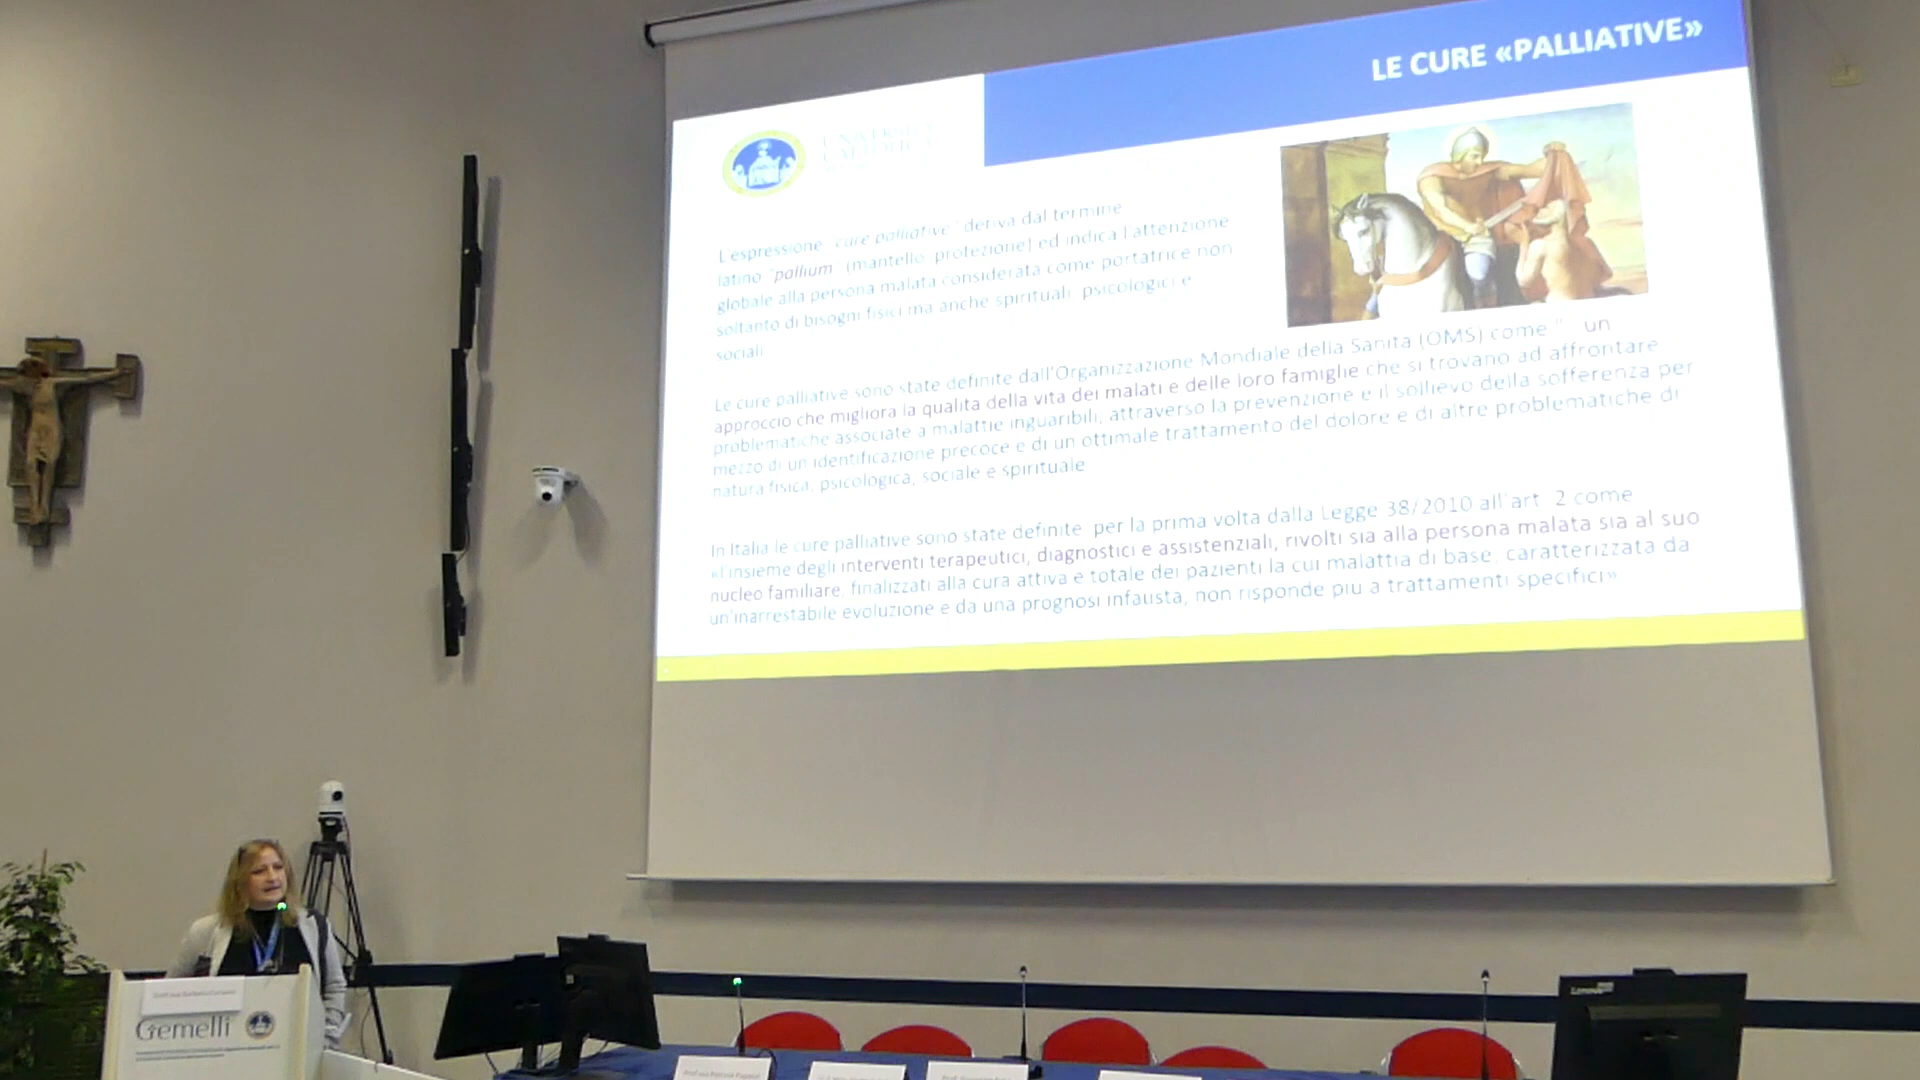 LE CURE «PALLIATIVE»
UNIVERSITÀ
CATTOLICA
L'espressione "cure palliative" deriva dal termine
latino "pallium" (mantello, protezione) ed indica l'attenzione
globale alla persona malata considerata come portatrice non
soltanto di bisogni fisici ma anche spirituali, psicologici e
sociali
Le cure palliative sono state definite dall'Organizzazione Mondiale della Sanità (OMS) come " un
approccio che migliora la qualità della vita dei malati e delle loro famiglie che si trovano ad affrontare
problematiche associate a malattie inguaribili, attraverso la prevenzione e il sollievo della sofferenza per
mezzo di un identificazione precoce e di un ottimale trattamento del dolore e di altre problematiche di
natura fisica, psicologica, sociale e spirituale
In Italia le cure palliative sono state definite per la prima volta dalla Legge 38/2010 all'art. 2 come
«l'insieme degli interventi terapeutici, diagnostici e assistenziali, rivolti sia alla persona malata sia al suo
nucleo familiare, finalizzati alla cura attiva e totale dei pazienti la cui malattia di base, caratterizzata da
un'inarrestabile evoluzione e da una prognosi infausta, non risponde più a trattamenti specifici»
Gemelli
Lenovo